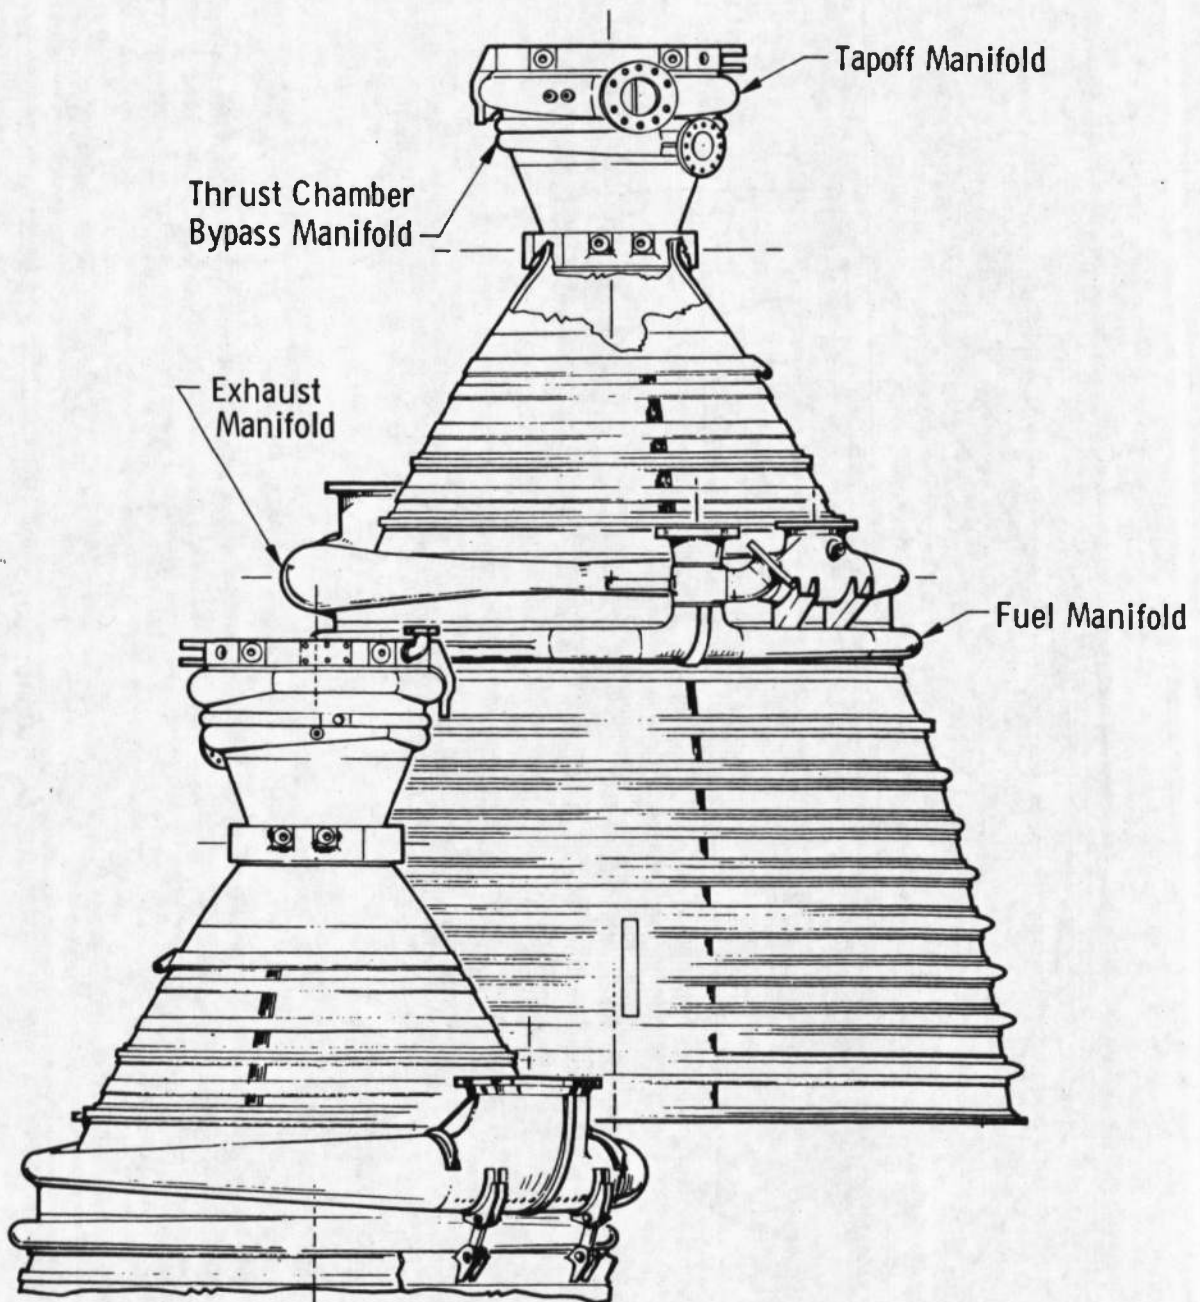 Tapoff Manifold
Thrust Chamber
Bypass Manifold
Exhaust
Manifold
Fuel Manifold